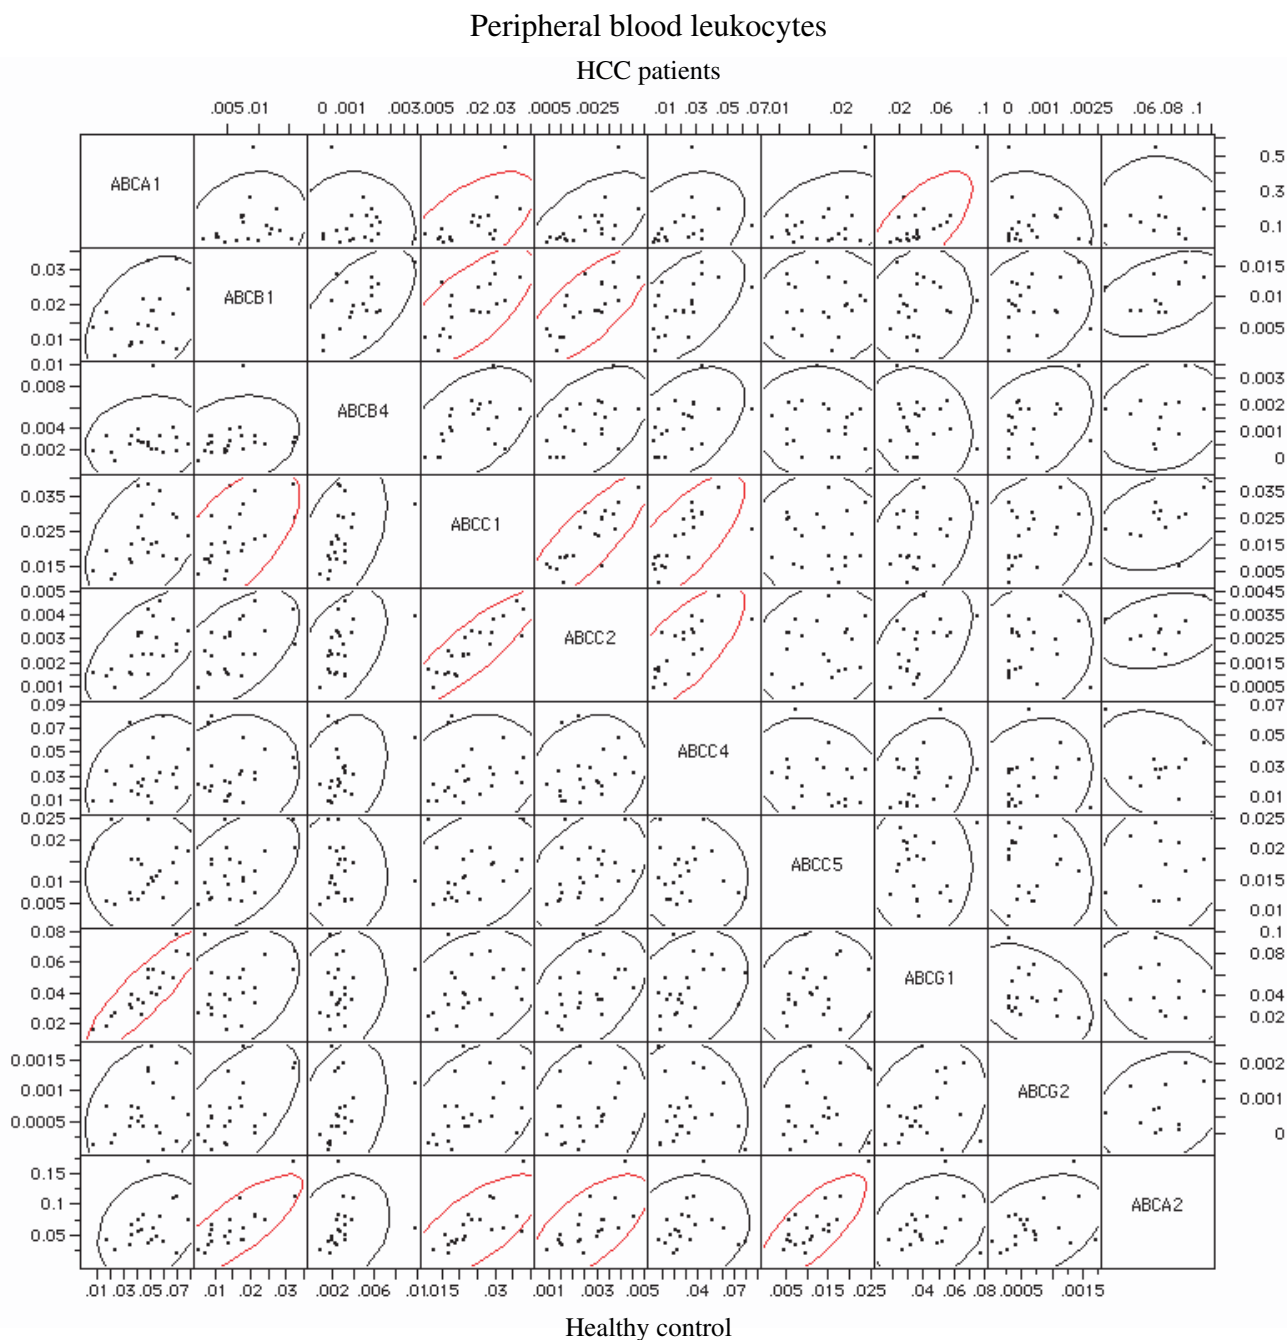 Peripheral blood leukocytes
HCC patients
.005 .01 0 .001 .003 .005 .02 .03 .0005 .0025 .01 .03 .05 .07 .01 .02 .02 .06 .1 0 .001 .0025 .06 .08 .1
ABCA1 0.5
0.3
0.1
0.03 ABCB1 0.015
0.02 0.010
0.01 0.005
0.01 ABCB4 0.003
0.008 0.002
0.004 0.001
0.002 0
0.035 ABCC1 0.035
0.025 0.025
0.015 0.015
0.005
0.005 ABCC2 0.0045
0.004 0.0035
0.003 0.0025
0.002 0.0015
0.001 0.0005
0.09 ABCC4 0.07
0.07 0.05
0.05 0.03
0.03 0.01
0.01
0.025 ABCC5 0.025
0.02 0.02
0.01 0.015
0.005 0.01
0.08 ABCG1 0.1
0.06 0.08
0.04 0.04
0.02 0.02
0.0015 ABCG2 0.002
0.001 0.001
0.0005 0
0.15 ABCA2
0.1
0.05
.01 .03 .05 .07 .01 .02 .03 .002 .006 .01 .015 .03 .001 .003 .005 .04 .07 .005 .015 .025 .04 .06 .08 .0005 .0015
Healthy control